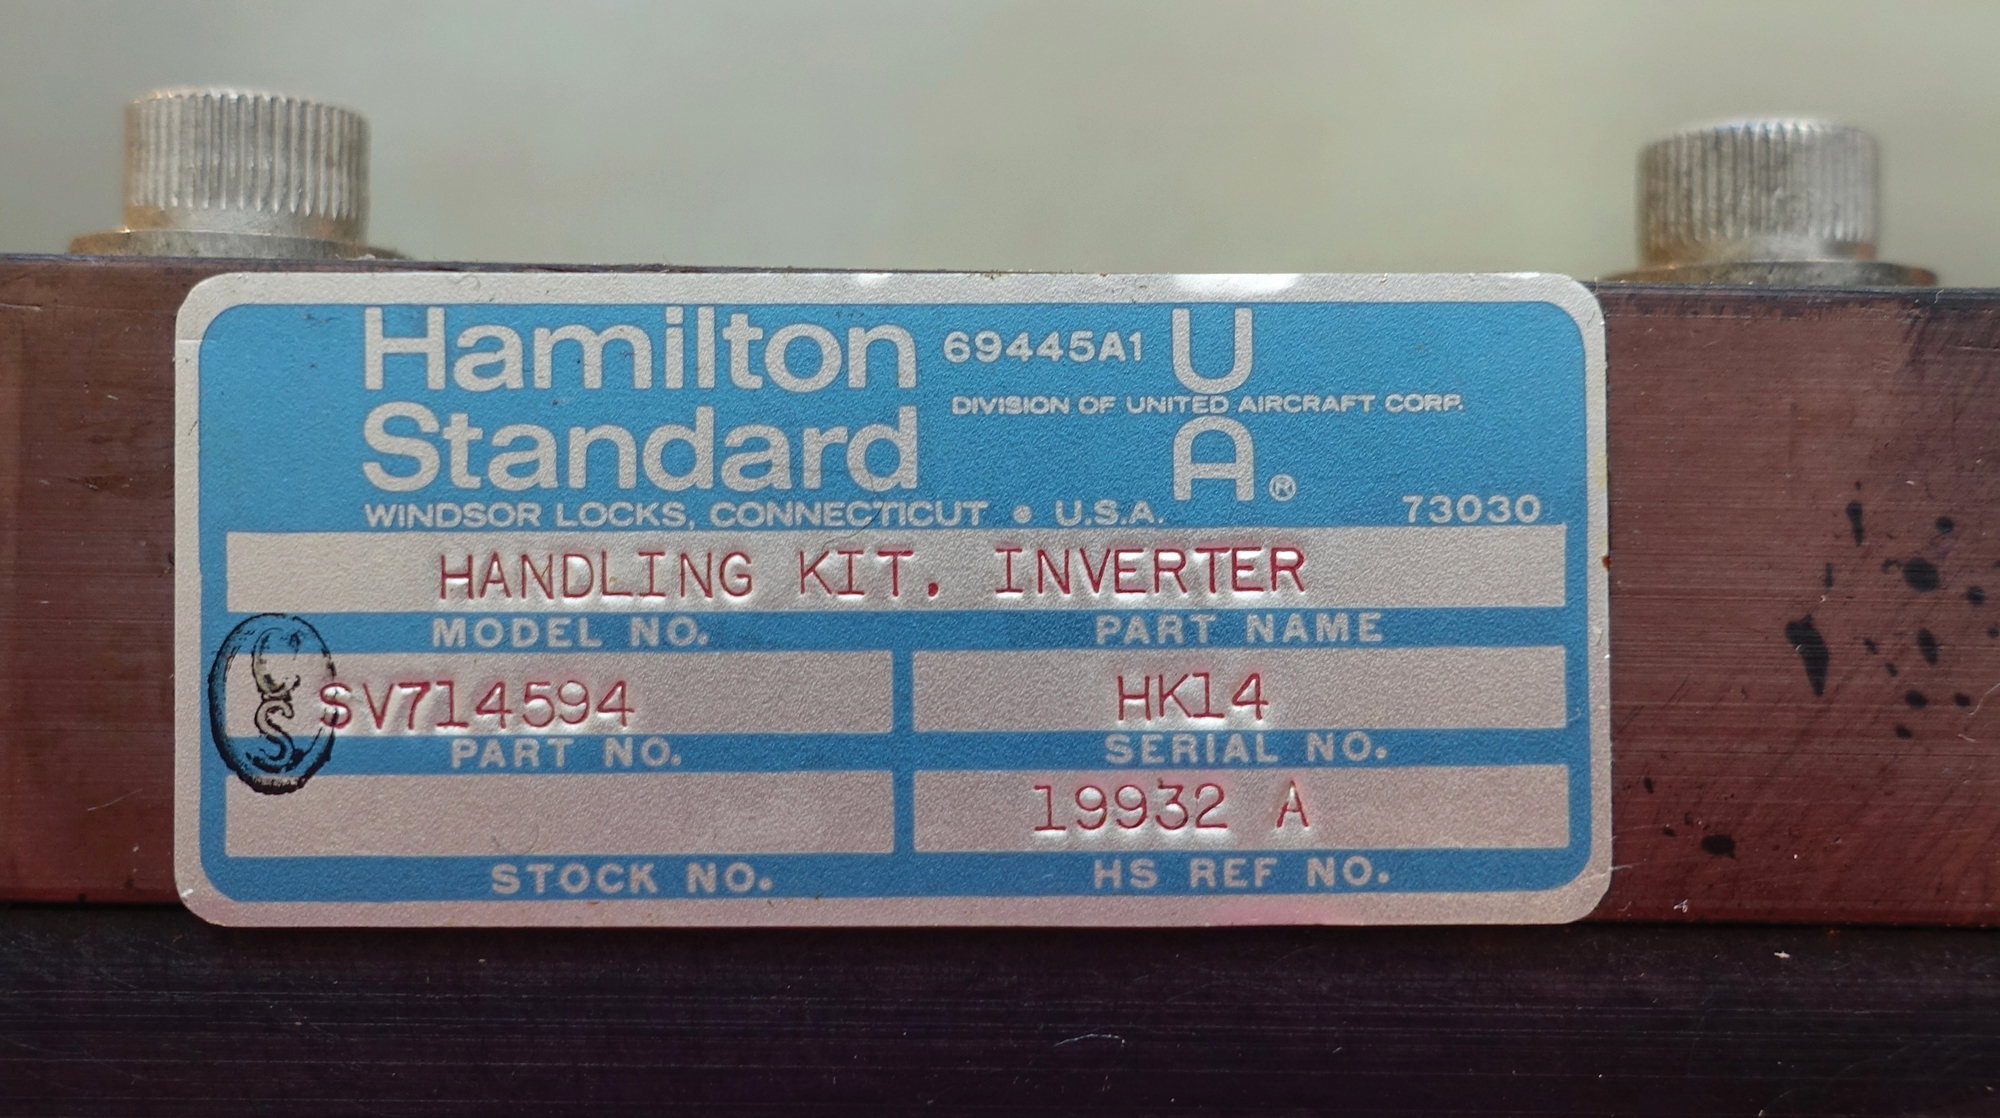 Hamilton 69445A1 U
DIVISION OF UNITED AIRCRAFT CORP.
Standard A®
WINDSOR LOCKS, CONNECTICUT • U.S.A. 73030
HANDLING KIT. INVERTER
MODEL NO. PART NAME
SV714594 HK14
PART NO. SERIAL NO.
19932 A
STOCK NO. HS REF NO.